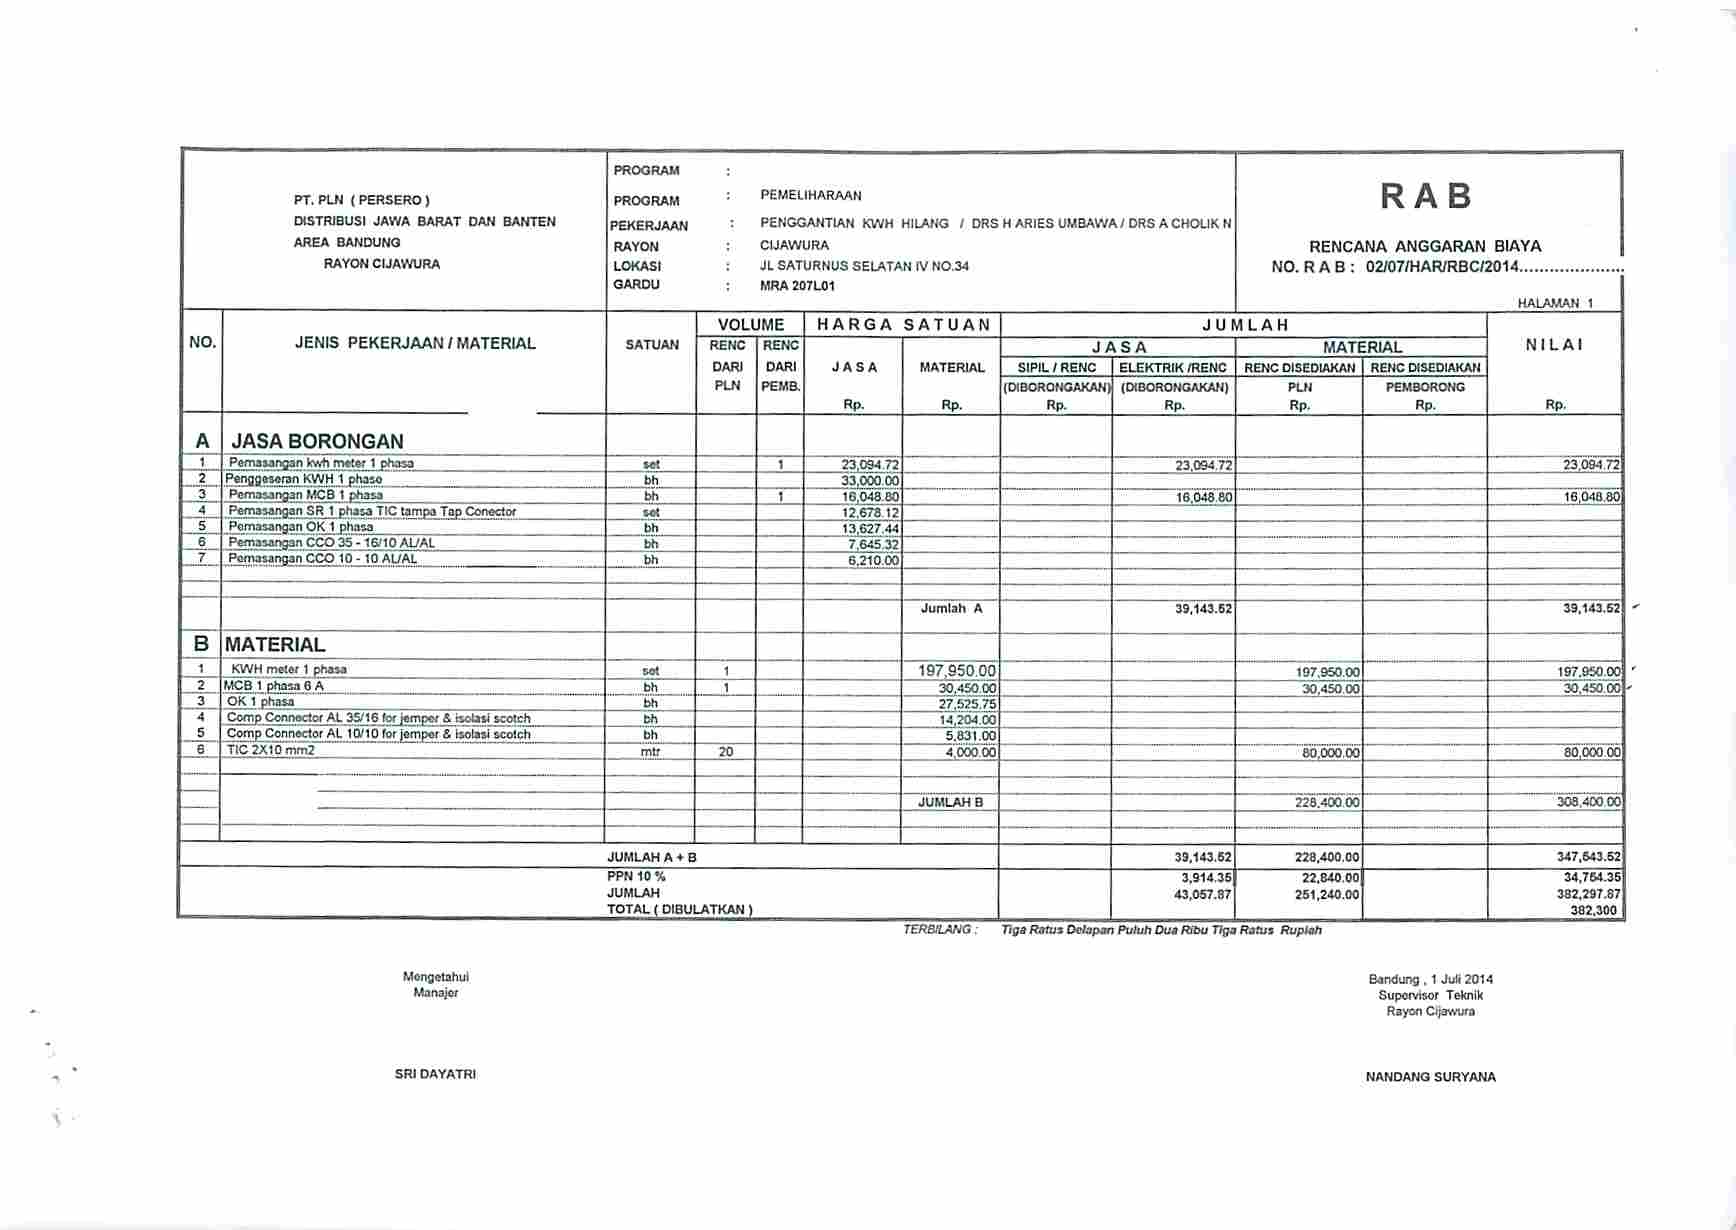 PROGRAM :
PT. PLN ( PERSERO )
DISTRIBUSI JAWA BARAT DAN BANTEN
AREA BANDUNG
RAYON CIJAWURA
PROGRAM : PEMELIHARAAN
PEKERJAAN : PENGGANTIAN KWH HILANG / DRS H ARIES UMBAWA / DRS A CHOLIK N
RAYON : CIJAWURA
LOKASI : JL SATURNUS SELATAN IV NO.34
GARDU : MRA 207L01
R A B
RENCANA ANGGARAN BIAYA
NO. R A B : 02/07/HAR/RBC/2014.....................
HALAMAN 1
NO. JENIS PEKERJAAN / MATERIAL SATUAN VOLUME HARGA SATUAN JUMLAH NILAI
RENC RENC JASA MATERIAL
DARI DARI JASA MATERIAL SIPIL / RENC ELEKTRIK /RENC RENC DISEDIAKAN RENC DISEDIAKAN
PLN PEMB. (DIBORONGAKAN) (DIBORONGAKAN) PLN PEMBORONG
Rp. Rp. Rp. Rp. Rp. Rp. Rp.
A JASA BORONGAN
1 Pemasangan kwh meter 1 phasa set 1 23,094.72 23,094.72 23,094.72
2 Penggeseran KWH 1 phase bh 33,000.00
3 Pemasangan MCB 1 phasa bh 1 16,048.80 16,048.80 16,048.80
4 Pemasangan SR 1 phasa TIC tampa Tap Conector set 12,678.12
5 Pemasangan OK 1 phasa bh 13,627.44
6 Pemasangan CCO 35 - 16/10 AL/AL bh 7,645.32
7 Pemasangan CCO 10 - 10 AL/AL bh 6,210.00
Jumlah A 39,143.52 39,143.52
B MATERIAL
1 KWH meter 1 phasa set 1 197,950.00 197,950.00 197,950.00
2 MCB 1 phasa 6 A bh 1 30,450.00 30,450.00 30,450.00
3 OK 1 phasa bh 27,525.75
4 Comp Connector AL 35/16 for jemper & isolasi scotch bh 14,204.00
5 Comp Connector AL 10/10 for jemper & isolasi scotch bh 5,831.00
6 TIC 2X10 mm2 mtr 20 4,000.00 80,000.00 80,000.00
JUMLAH B 228,400.00 308,400.00
JUMLAH A + B 39,143.52 228,400.00 347,543.52
PPN 10 % 3,914.35 22,840.00 34,754.35
JUMLAH 43,057.87 251,240.00 382,297.87
TOTAL ( DIBULATKAN ) 382,300
TERBILANG : Tiga Ratus Delapan Puluh Dua Ribu Tiga Ratus Rupiah
Mengetahui
Manajer
SRI DAYATRI
Bandung , 1 Juli 2014
Supervisor Teknik
Rayon Cijawura
NANDANG SURYANA